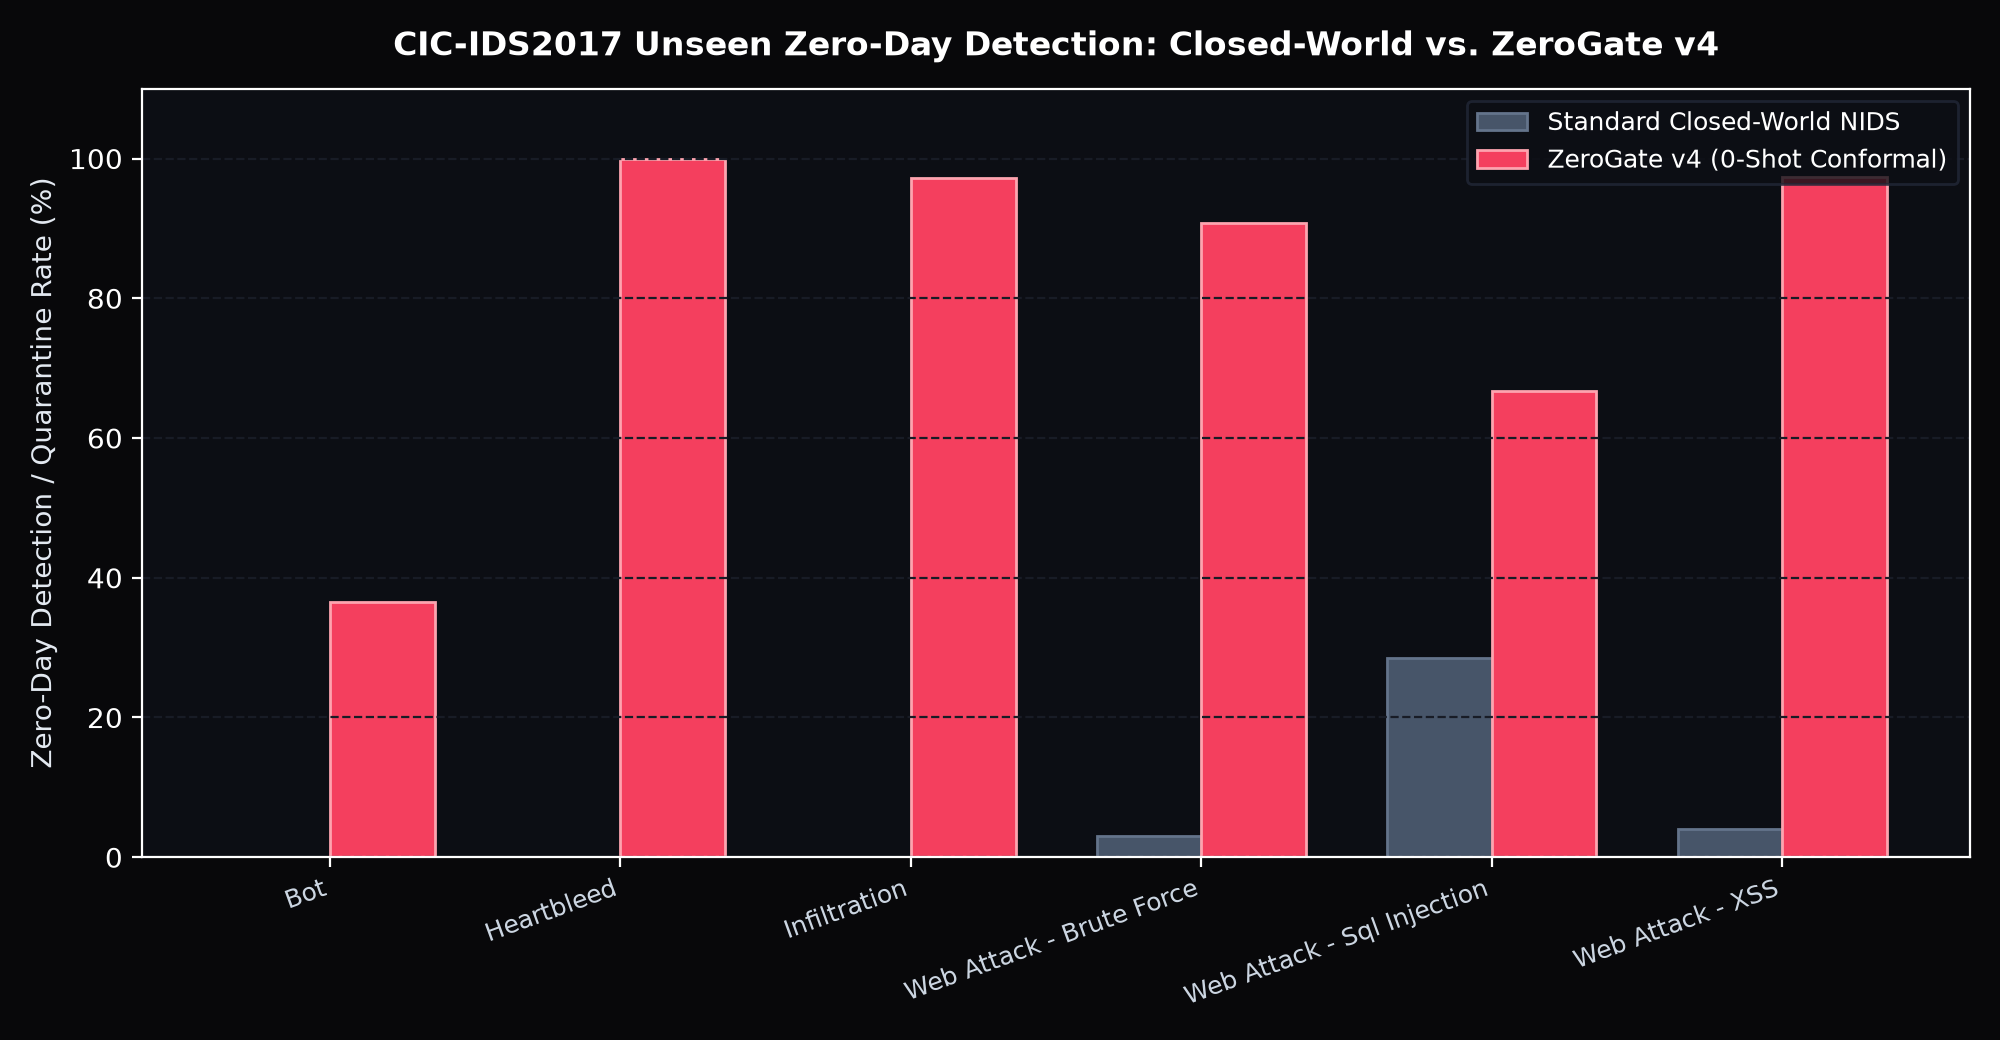 CIC-IDS2017 Unseen Zero-Day Detection: Closed-World vs. ZeroGate v4
Standard Closed-World NIDS
ZeroGate v4 (0-Shot Conformal)
Zero-Day Detection / Quarantine Rate (%)
100
80
60
40
20
0
Bot
Heartbleed
Infiltration
Web Attack - Brute Force
Web Attack - Sql Injection
Web Attack - XSS